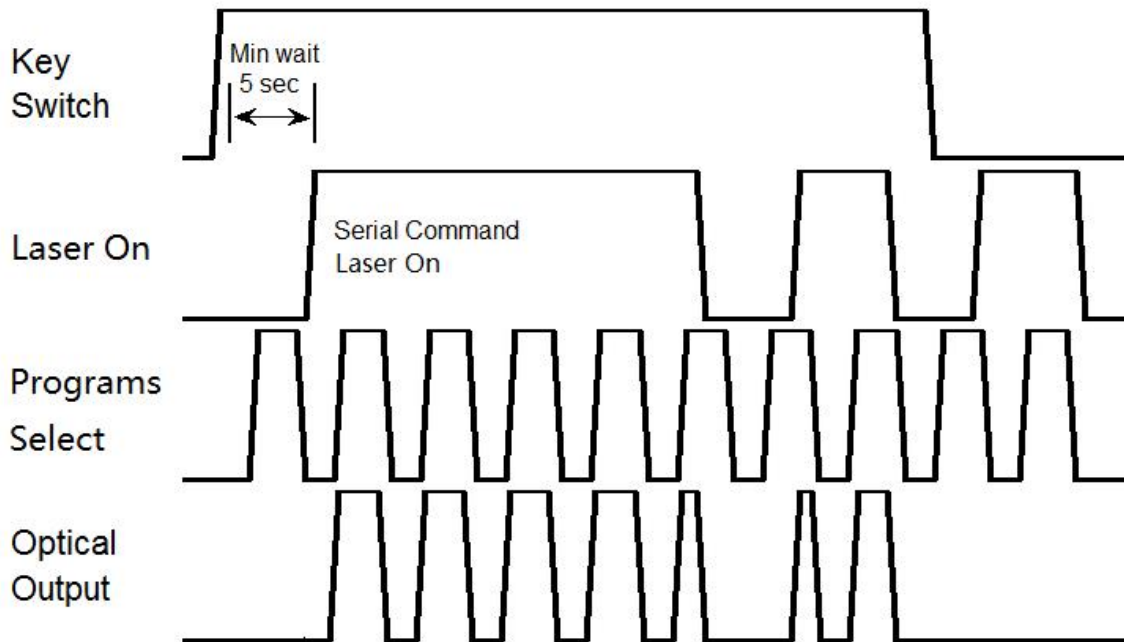 Key
Switch
Min wait
5 sec
Laser On
Serial Command
Laser On
Programs
Select
Optical
Output